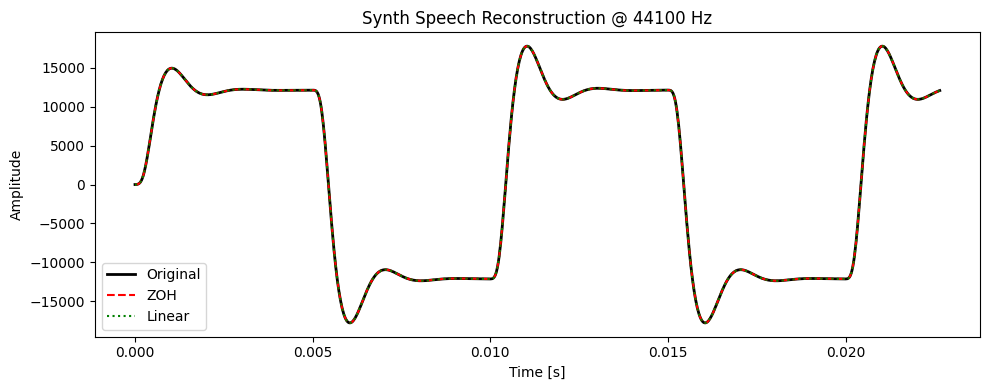 Synth Speech Reconstruction @ 44100 Hz
Amplitude
15000
10000
5000
0
−5000
−10000
−15000
Original
ZOH
Linear
0.000
0.005
0.010
0.015
0.020
Time [s]